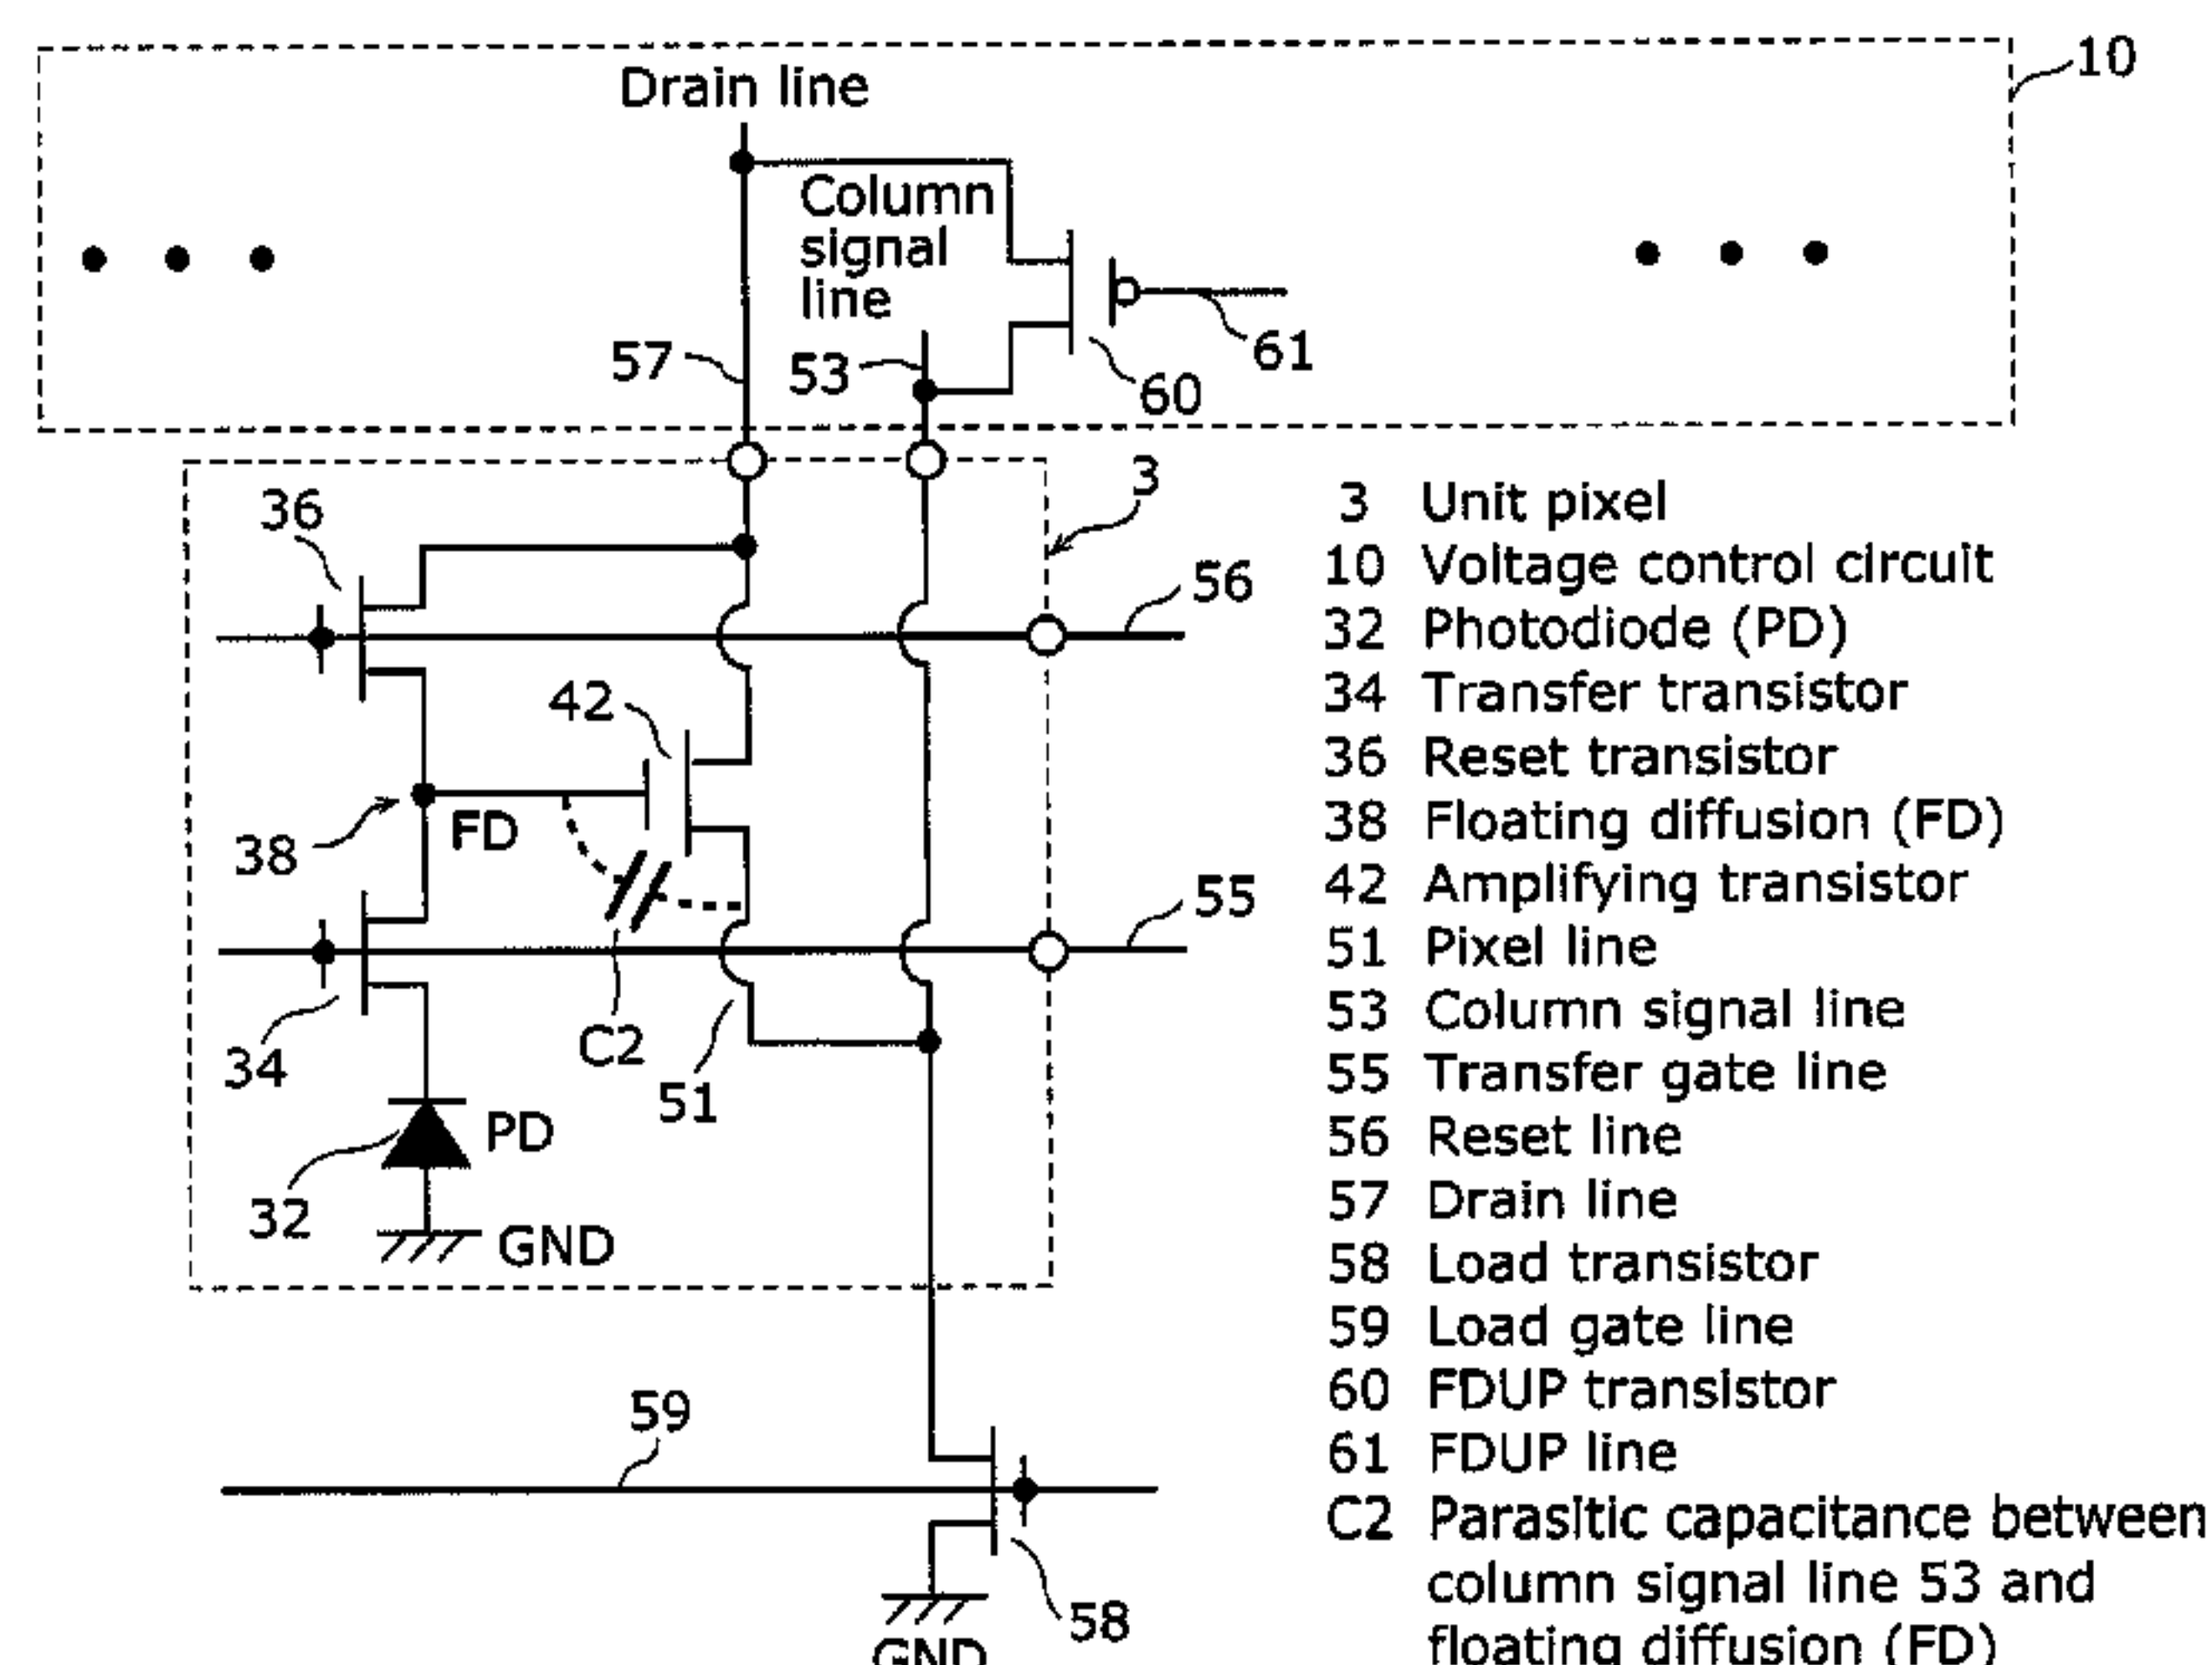 10
Drain line
Column
signal
line
57
53
61
60
36
3
56
42
38
FD
55
34
C2
51
PD
32
GND
59
58
GND
3 Unit pixel
10 Voltage control circuit
32 Photodiode (PD)
34 Transfer transistor
36 Reset transistor
38 Floating diffusion (FD)
42 Amplifying transistor
51 Pixel line
53 Column signal line
55 Transfer gate line
56 Reset line
57 Drain line
58 Load transistor
59 Load gate line
60 FDUP transistor
61 FDUP line
C2 Parasitic capacitance between
column signal line 53 and
floating diffusion (FD)